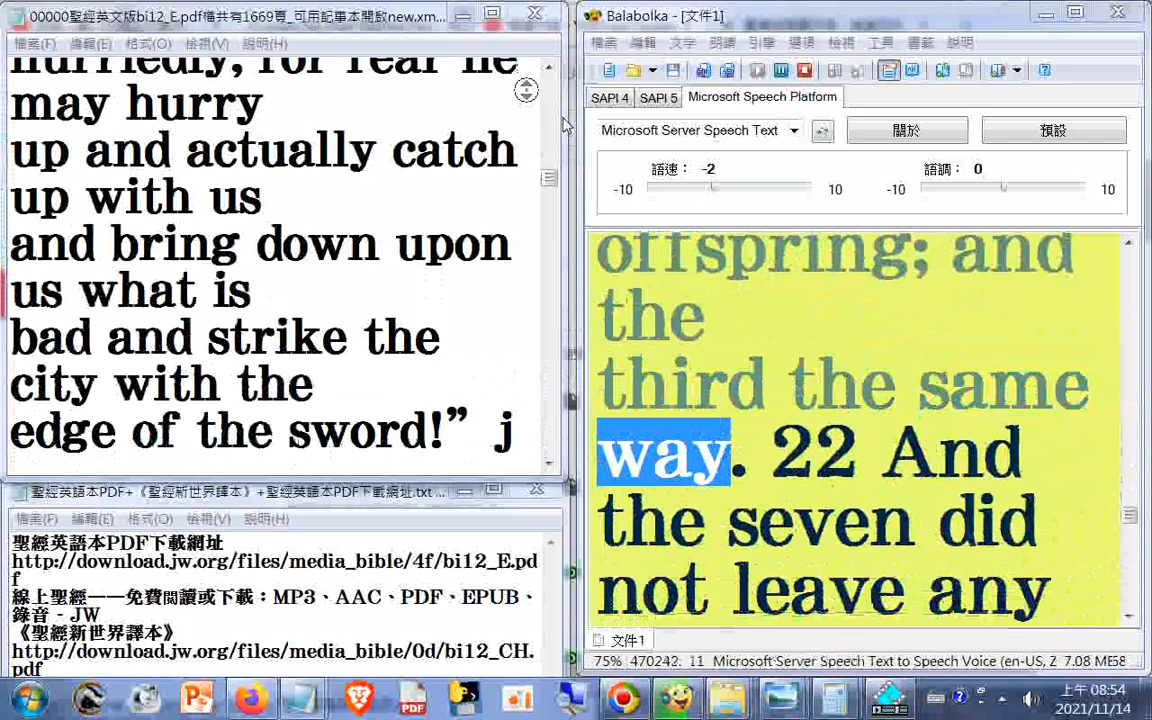 00000聖經英文版bi12_E.pdf檔共有1669頁_可用記事本開啟new.xm...
檔案(F) 編輯(E) 格式(O) 檢視(V) 說明(H)
hurriedly, for fear he
may hurry
up and actually catch
up with us
and bring down upon
us what is
bad and strike the
city with the
edge of the sword!” j
聖經英語本PDF+《聖經新世界譯本》+聖經英語本PDF下載網址.txt ...
檔案(F) 編輯(E) 格式(O) 檢視(V) 說明(H)
聖經英語本PDF下載網址
http://download.jw.org/files/media_bible/4f/bi12_E.pd
f
線上聖經——免費閱讀或下載：MP3、AAC、PDF、EPUB、
錄音 - JW
《聖經新世界譯本》
http://download.jw.org/files/media_bible/0d/bi12_CH.
pdf
Balabolka - [文件1]
檔案 編輯 文字 朗讀 引擎 選項 檢視 工具 書籤 說明
SAPI 4 SAPI 5 Microsoft Speech Platform
Microsoft Server Speech Text 關於 預設
語速： -2 語調： 0
-10 10 -10 10
offspring; and
the
third the same
way. 22 And
the seven did
not leave any
文件1
75% 470242. 11 Microsoft Server Speech Text to Speech Voice (en-US, Z 7.08 ME58
上午 08:54
2021/11/14